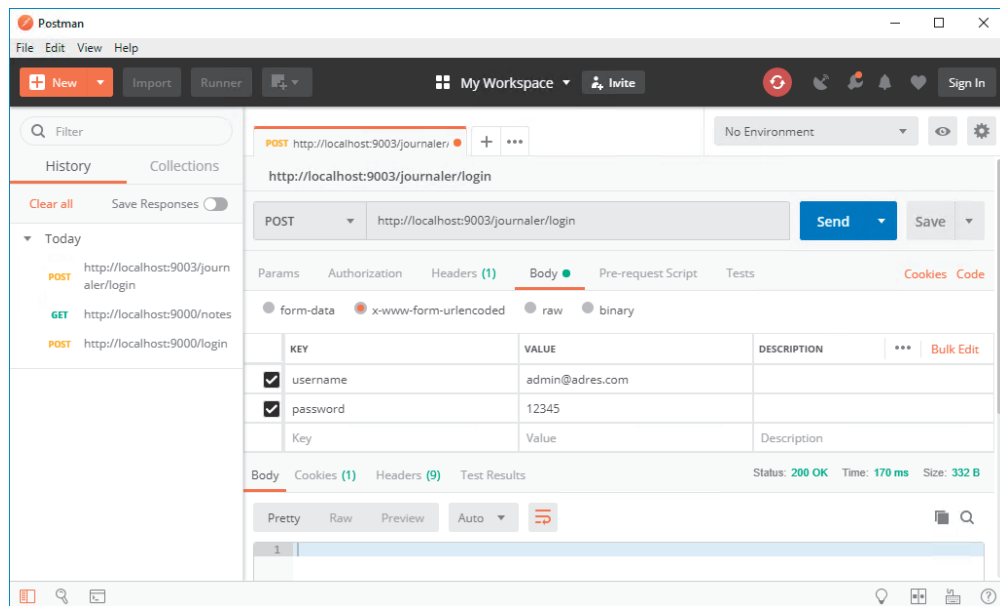 Postman
File Edit View Help
New Import Runner My Workspace Invite Sign In
Filter
History Collections
Clear all Save Responses
Today
POST http://localhost:9003/journaler/login
GET http://localhost:9000/notes
POST http://localhost:9000/login
POST http://localhost:9003/journaler/
No Environment
http://localhost:9003/journaler/login
POST http://localhost:9003/journaler/login Send Save
Params Authorization Headers (1) Body Pre-request Script Tests Cookies Code
form-data x-www-form-urlencoded raw binary
KEY VALUE DESCRIPTION Bulk Edit
username admin@adres.com
password 12345
Key Value Description
Body Cookies (1) Headers (9) Test Results Status: 200 OK Time: 170 ms Size: 332 B
Pretty Raw Preview Auto
1